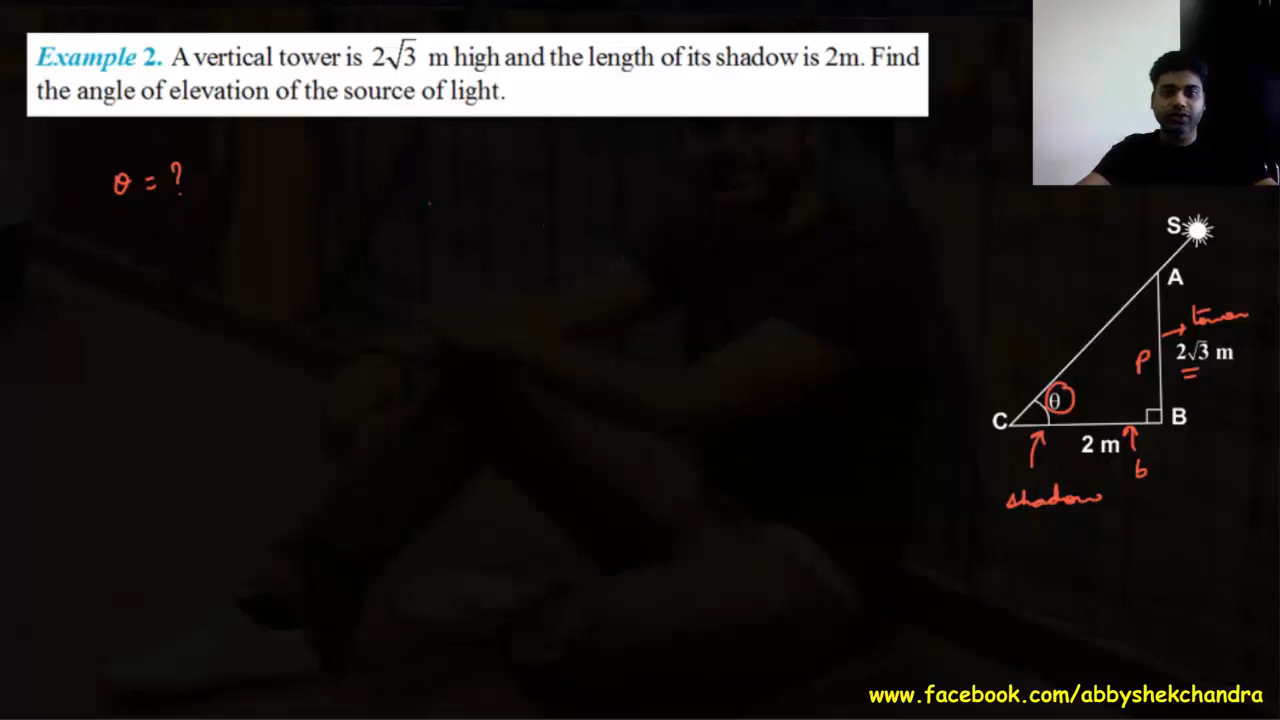 Example 2. A vertical tower is 2√3 m high and the length of its shadow is 2m. Find
the angle of elevation of the source of light.
θ = ?
S
A
tower
P
2√3 m
θ
C
B
2 m
b
shadow
www.facebook.com/abbyshekchandra